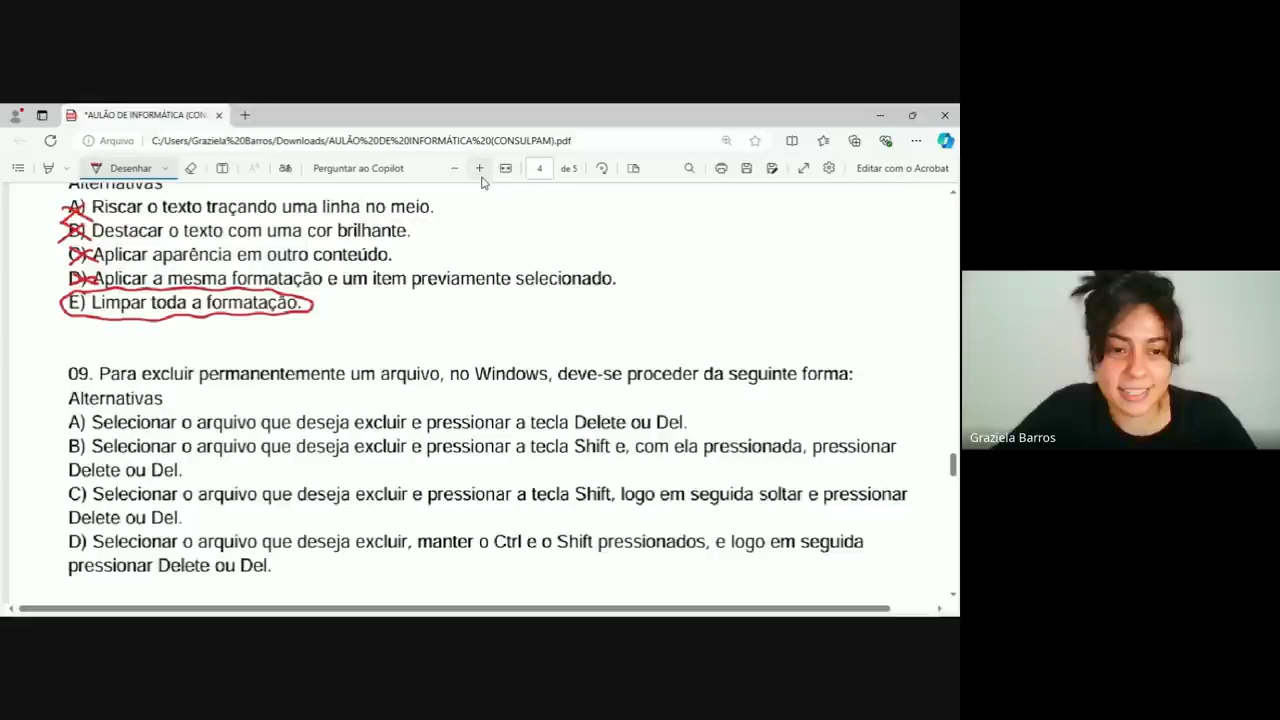 *AULÃO DE INFORMÁTICA (CON
Arquivo
C:/Users/Graziela%20Barros/Downloads/AULÃO%20DE%20INFORMÁTICA%20(CONSULPAM).pdf
Desenhar
Perguntar ao Copilot
4
de 5
Editar com o Acrobat
Alternativas
A) Riscar o texto traçando uma linha no meio.
B) Destacar o texto com uma cor brilhante.
C) Aplicar aparência em outro conteúdo.
D) Aplicar a mesma formatação e um item previamente selecionado.
E) Limpar toda a formatação.
09. Para excluir permanentemente um arquivo, no Windows, deve-se proceder da seguinte forma:
Alternativas
A) Selecionar o arquivo que deseja excluir e pressionar a tecla Delete ou Del.
B) Selecionar o arquivo que deseja excluir e pressionar a tecla Shift e, com ela pressionada, pressionar
Delete ou Del.
C) Selecionar o arquivo que deseja excluir e pressionar a tecla Shift, logo em seguida soltar e pressionar
Delete ou Del.
D) Selecionar o arquivo que deseja excluir, manter o Ctrl e o Shift pressionados, e logo em seguida
pressionar Delete ou Del.
Graziela Barros